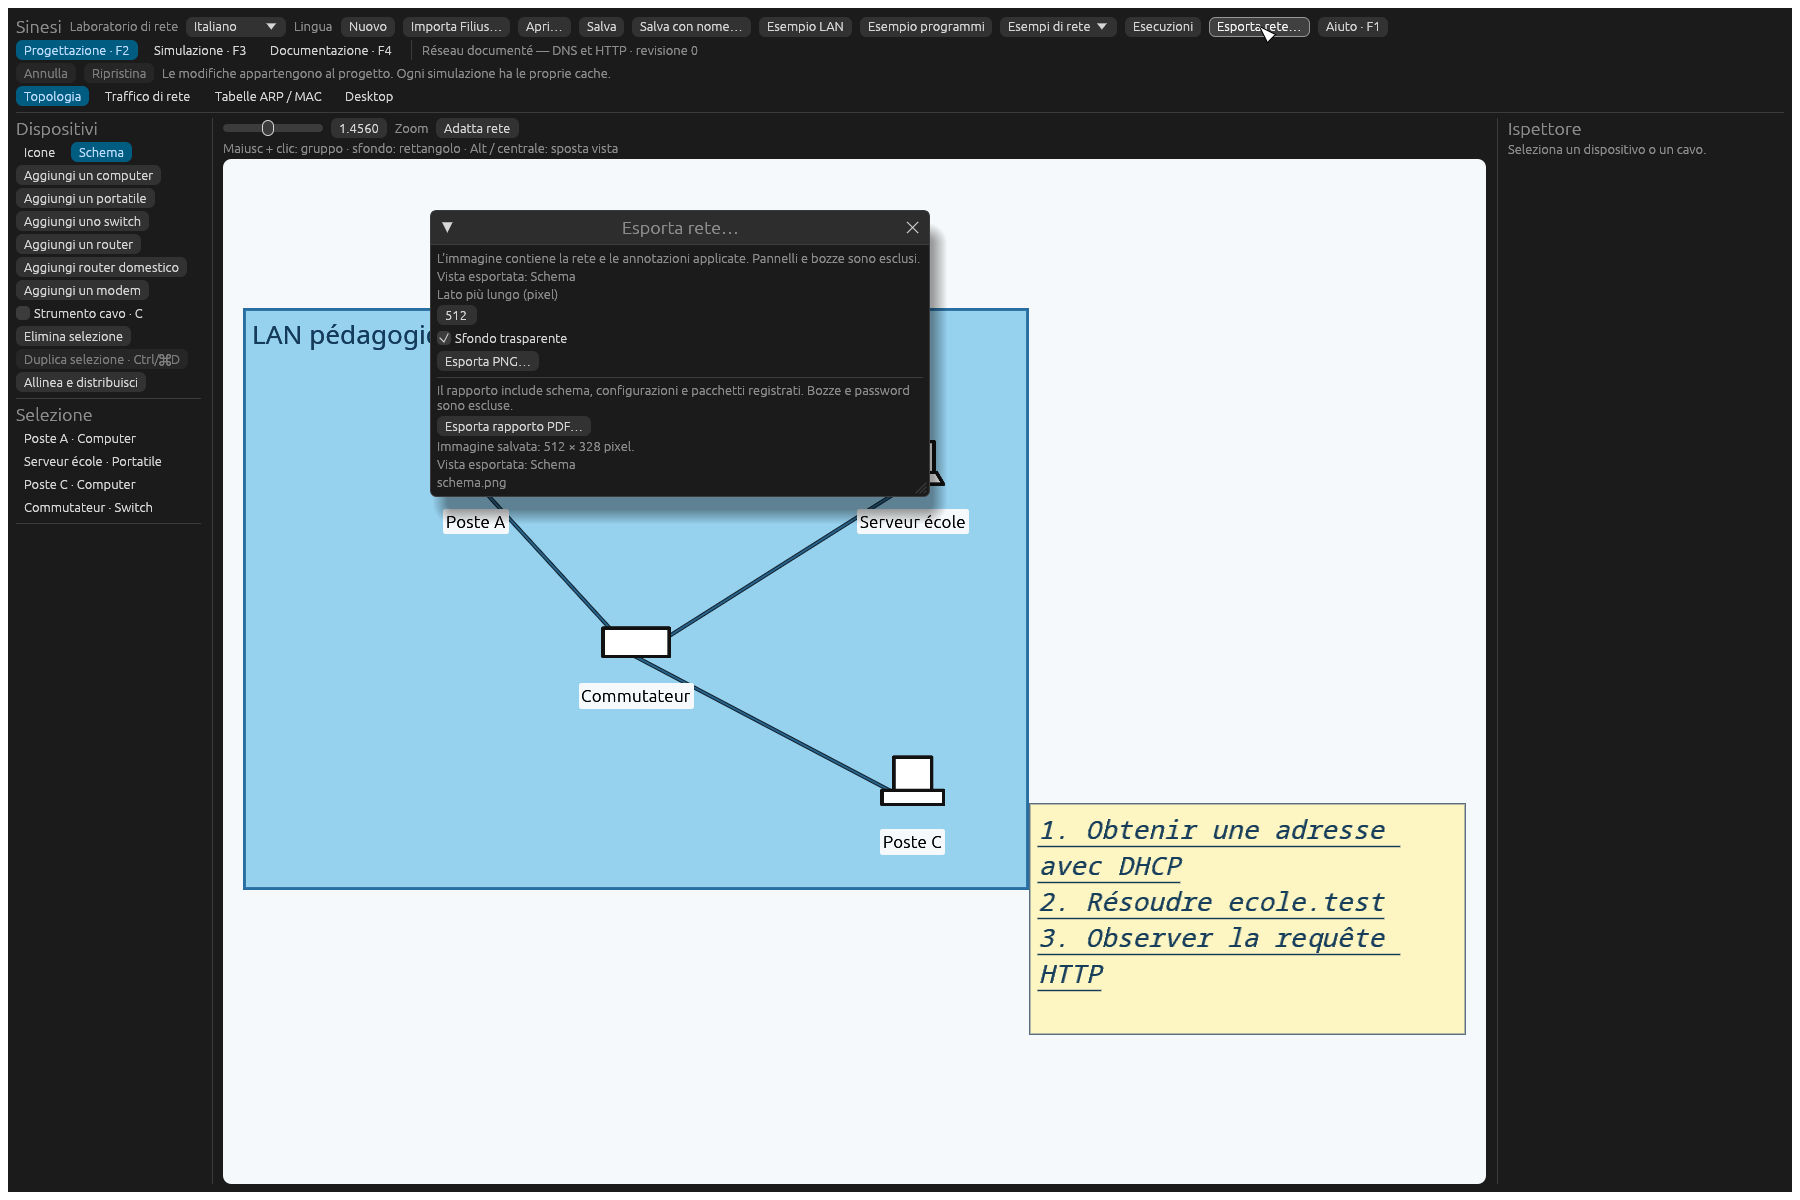 Sinesi Laboratorio di rete Italiano Lingua Nuovo Importa Filius… Apri… Salva Salva con nome… Esempio LAN Esempio programmi Esempi di rete Esecuzioni Esporta rete… Aiuto · F1
Progettazione · F2 Simulazione · F3 Documentazione · F4 Réseau documenté — DNS et HTTP · revisione 0
Annulla Ripristina Le modifiche appartengono al progetto. Ogni simulazione ha le proprie cache.
Topologia Traffico di rete Tabelle ARP / MAC Desktop
Dispositivi
Icone Schema
Aggiungi un computer
Aggiungi un portatile
Aggiungi uno switch
Aggiungi un router
Aggiungi router domestico
Aggiungi un modem
Strumento cavo · C
Elimina selezione
Duplica selezione · Ctrl/⌘D
Allinea e distribuisci
Selezione
Poste A · Computer
Serveur école · Portatile
Poste C · Computer
Commutateur · Switch
1.4560 Zoom Adatta rete
Maiusc + clic: gruppo · sfondo: rettangolo · Alt / centrale: sposta vista
LAN pédagogi
Esporta rete…
L'immagine contiene la rete e le annotazioni applicate. Pannelli e bozze sono esclusi.
Vista esportata: Schema
Lato più lungo (pixel)
512
Sfondo trasparente
Esporta PNG…
Il rapporto include schema, configurazioni e pacchetti registrati. Bozze e password
sono escluse.
Esporta rapporto PDF…
Immagine salvata: 512 × 328 pixel.
Vista esportata: Schema
schema.png
Poste A
Serveur école
Commutateur
Poste C
1. Obtenir une adresse
avec DHCP
2. Résoudre ecole.test
3. Observer la requête
HTTP
Ispettore
Seleziona un dispositivo o un cavo.